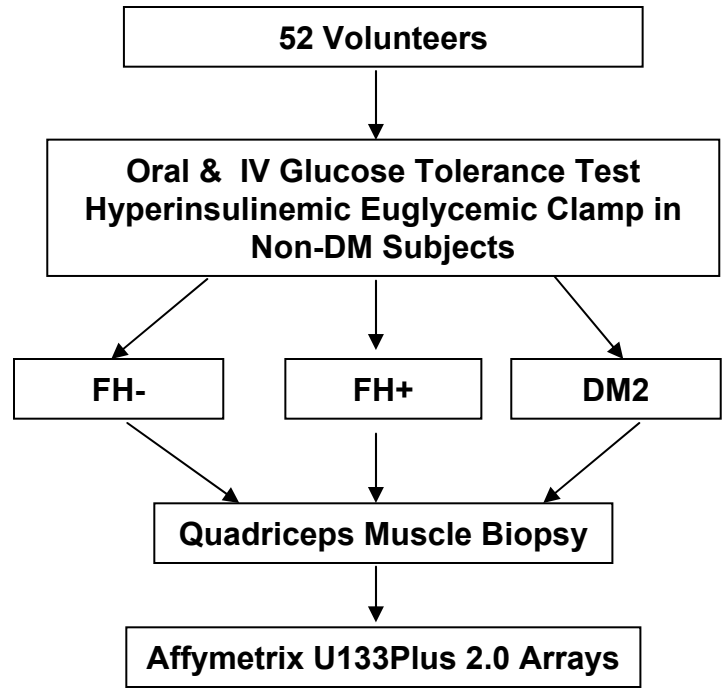 52 Volunteers
Oral & IV Glucose Tolerance Test
Hyperinsulinemic Euglycemic Clamp in
Non-DM Subjects
FH-
FH+
DM2
Quadriceps Muscle Biopsy
Affymetrix U133Plus 2.0 Arrays